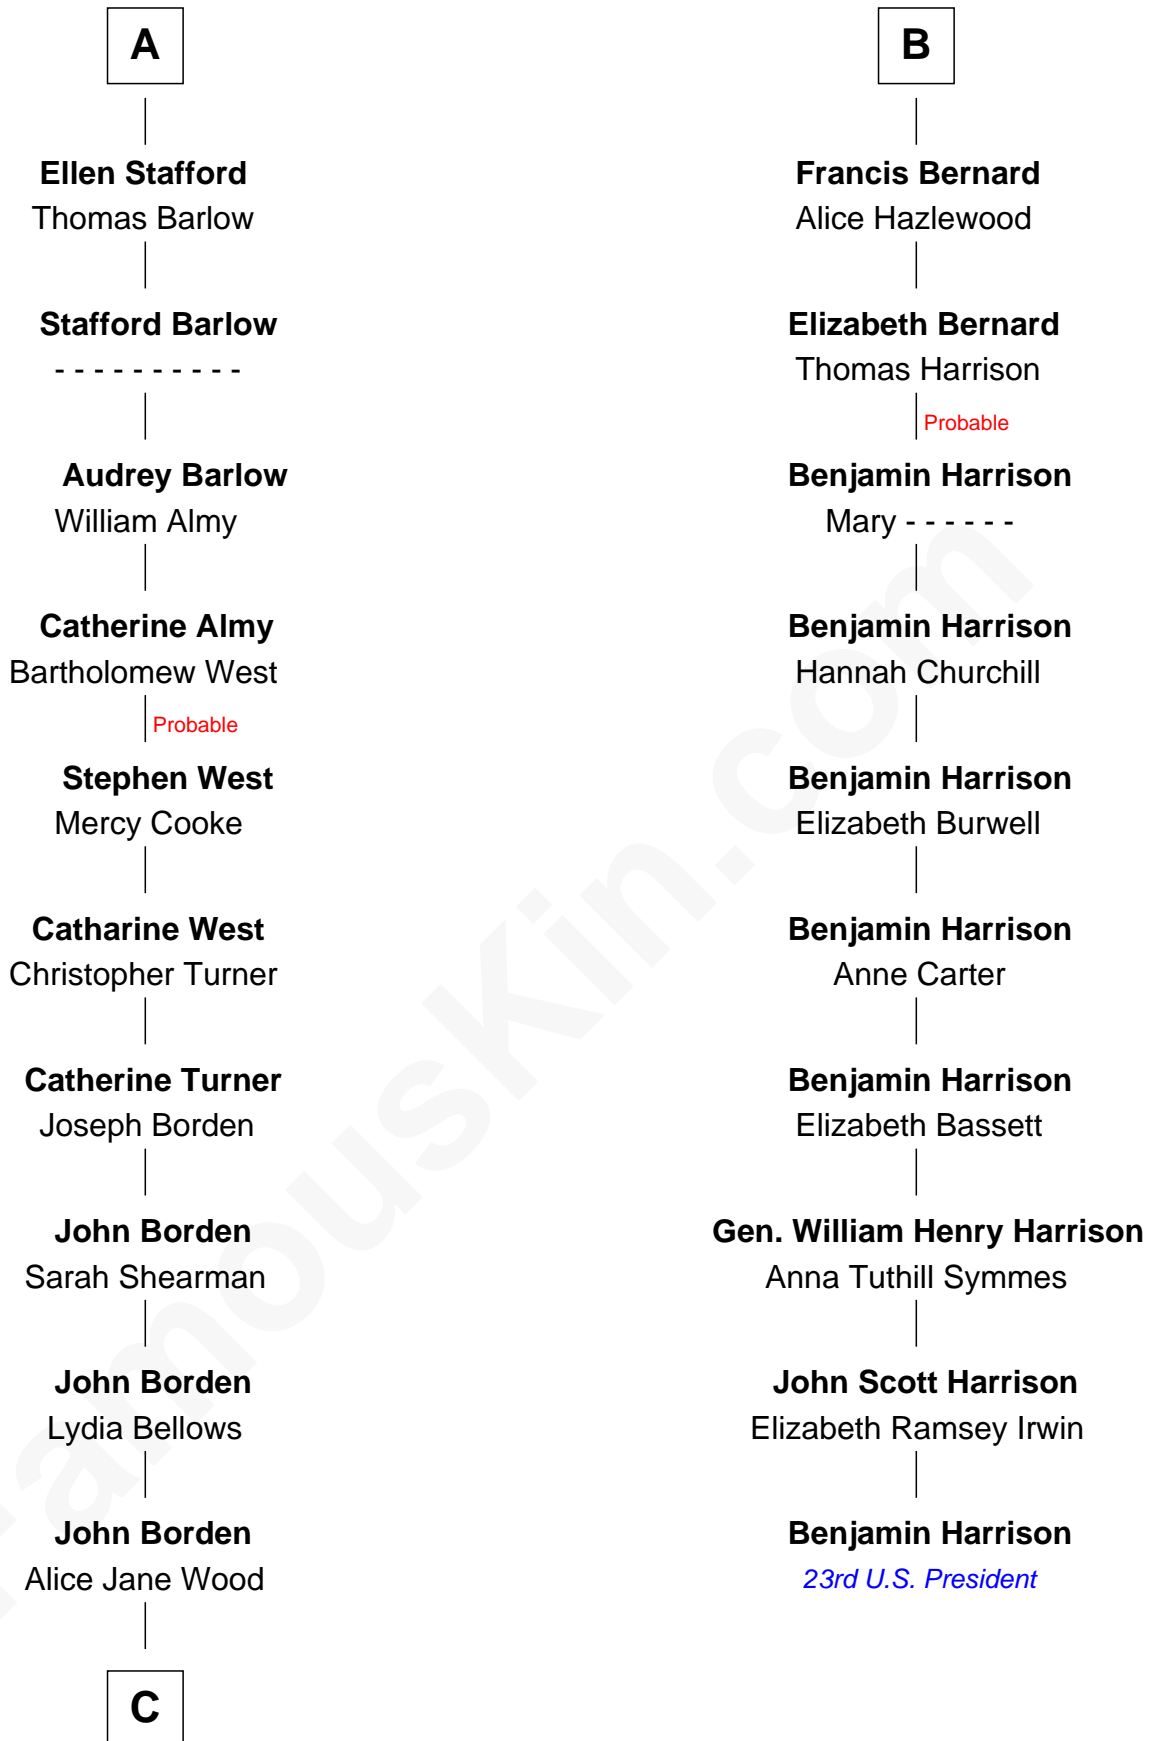 A
B
Ellen Stafford
Thomas Barlow
Francis Bernard
Alice Hazlewood
Stafford Barlow
- - - - - - - - - -
Elizabeth Bernard
Thomas Harrison
Probable
Audrey Barlow
William Almy
Benjamin Harrison
Mary - - - - - -
Catherine Almy
Bartholomew West
Probable
Benjamin Harrison
Hannah Churchill
Stephen West
Mercy Cooke
Benjamin Harrison
Elizabeth Burwell
Catharine West
Christopher Turner
Benjamin Harrison
Anne Carter
Catherine Turner
Joseph Borden
Benjamin Harrison
Elizabeth Bassett
John Borden
Sarah Shearman
Gen. William Henry Harrison
Anna Tuthill Symmes
John Borden
Lydia Bellows
John Scott Harrison
Elizabeth Ramsey Irwin
John Borden
Alice Jane Wood
Benjamin Harrison
23rd U.S. President
C
FamousKin.com